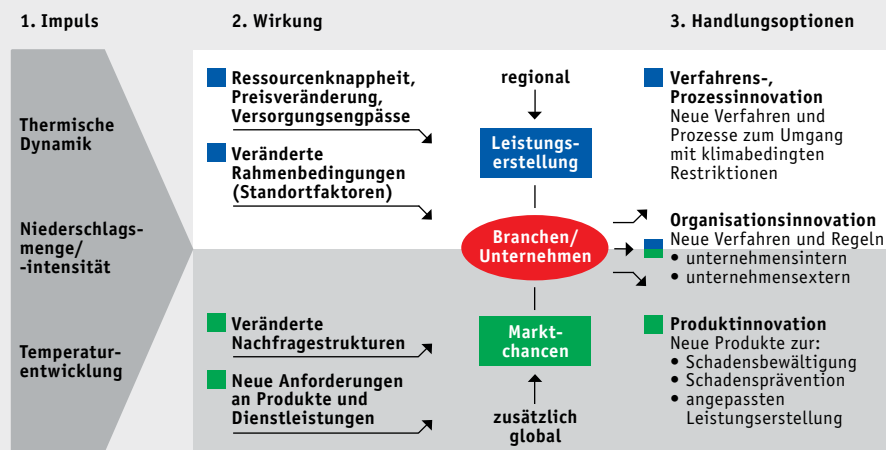 1. Impuls
2. Wirkung
3. Handlungsoptionen
Thermische
Dynamik
Niederschlags-
menge/
-intensität
Temperatur-
entwicklung
Ressourcenknappheit,
Preisveränderung,
Versorgungsengpässe
Veränderte
Rahmenbedingungen
(Standortfaktoren)
Veränderte
Nachfragestrukturen
Neue Anforderungen
an Produkte und
Dienstleistungen
regional
Leistungs-
erstellung
Branchen/
Unternehmen
Markt-
chancen
zusätzlich
global
Verfahrens-,
Prozessinnovation
Neue Verfahren und
Prozesse zum Umgang
mit klimabedingten
Restriktionen
Organisationsinnovation
Neue Verfahren und Regeln
• unternehmensintern
• unternehmensextern
Produktinnovation
Neue Produkte zur:
• Schadensbewältigung
• Schadensprävention
• angepassten
Leistungserstellung